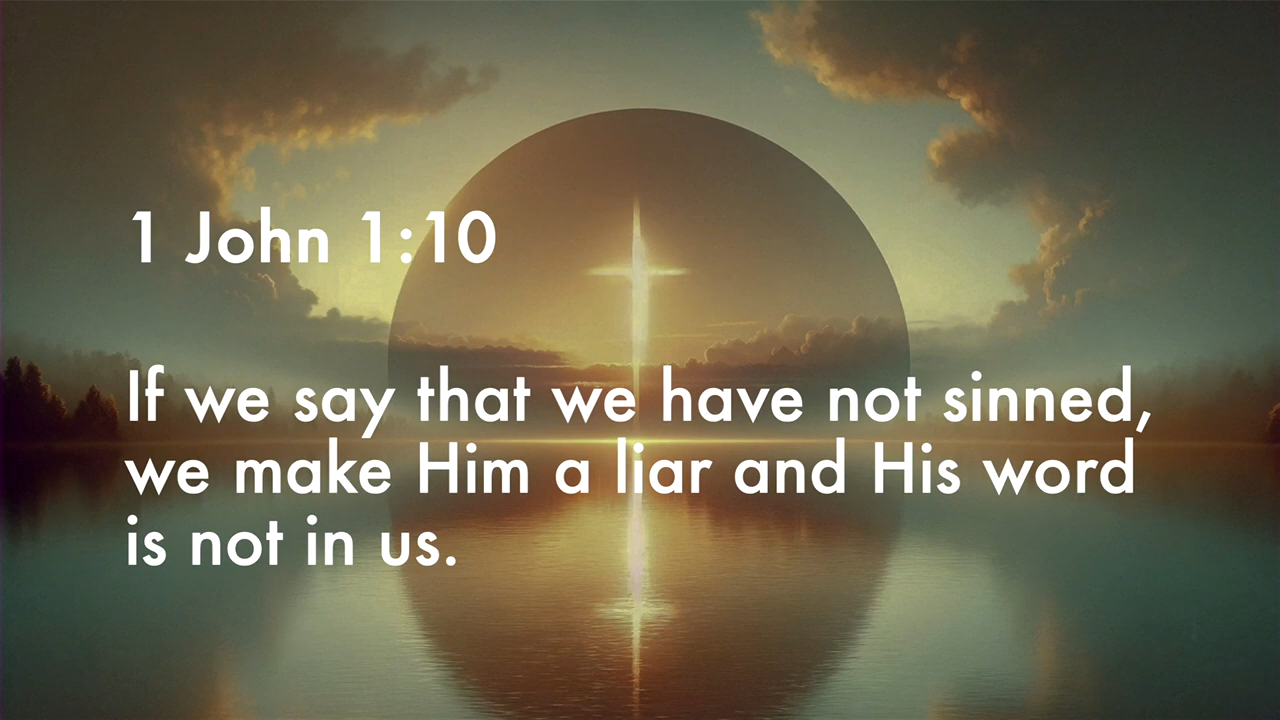 1 John 1:10
If we say that we have not sinned,
we make Him a liar and His word
is not in us.